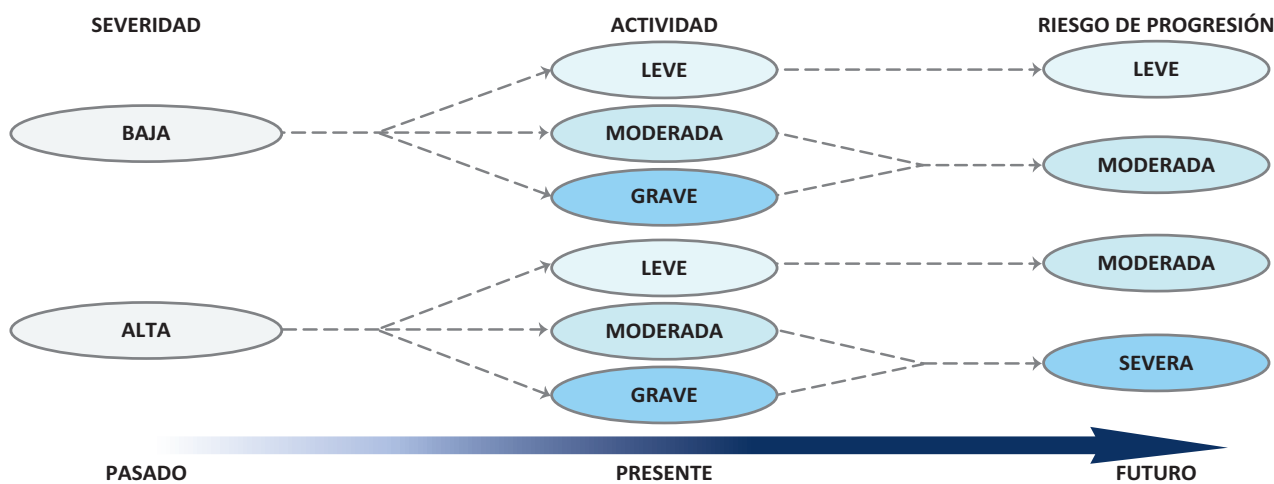 SEVERIDAD
ACTIVIDAD
RIESGO DE PROGRESIÓN
LEVE
LEVE
BAJA
MODERADA
MODERADA
GRAVE
LEVE
MODERADA
ALTA
MODERADA
SEVERA
GRAVE
PASADO
PRESENTE
FUTURO